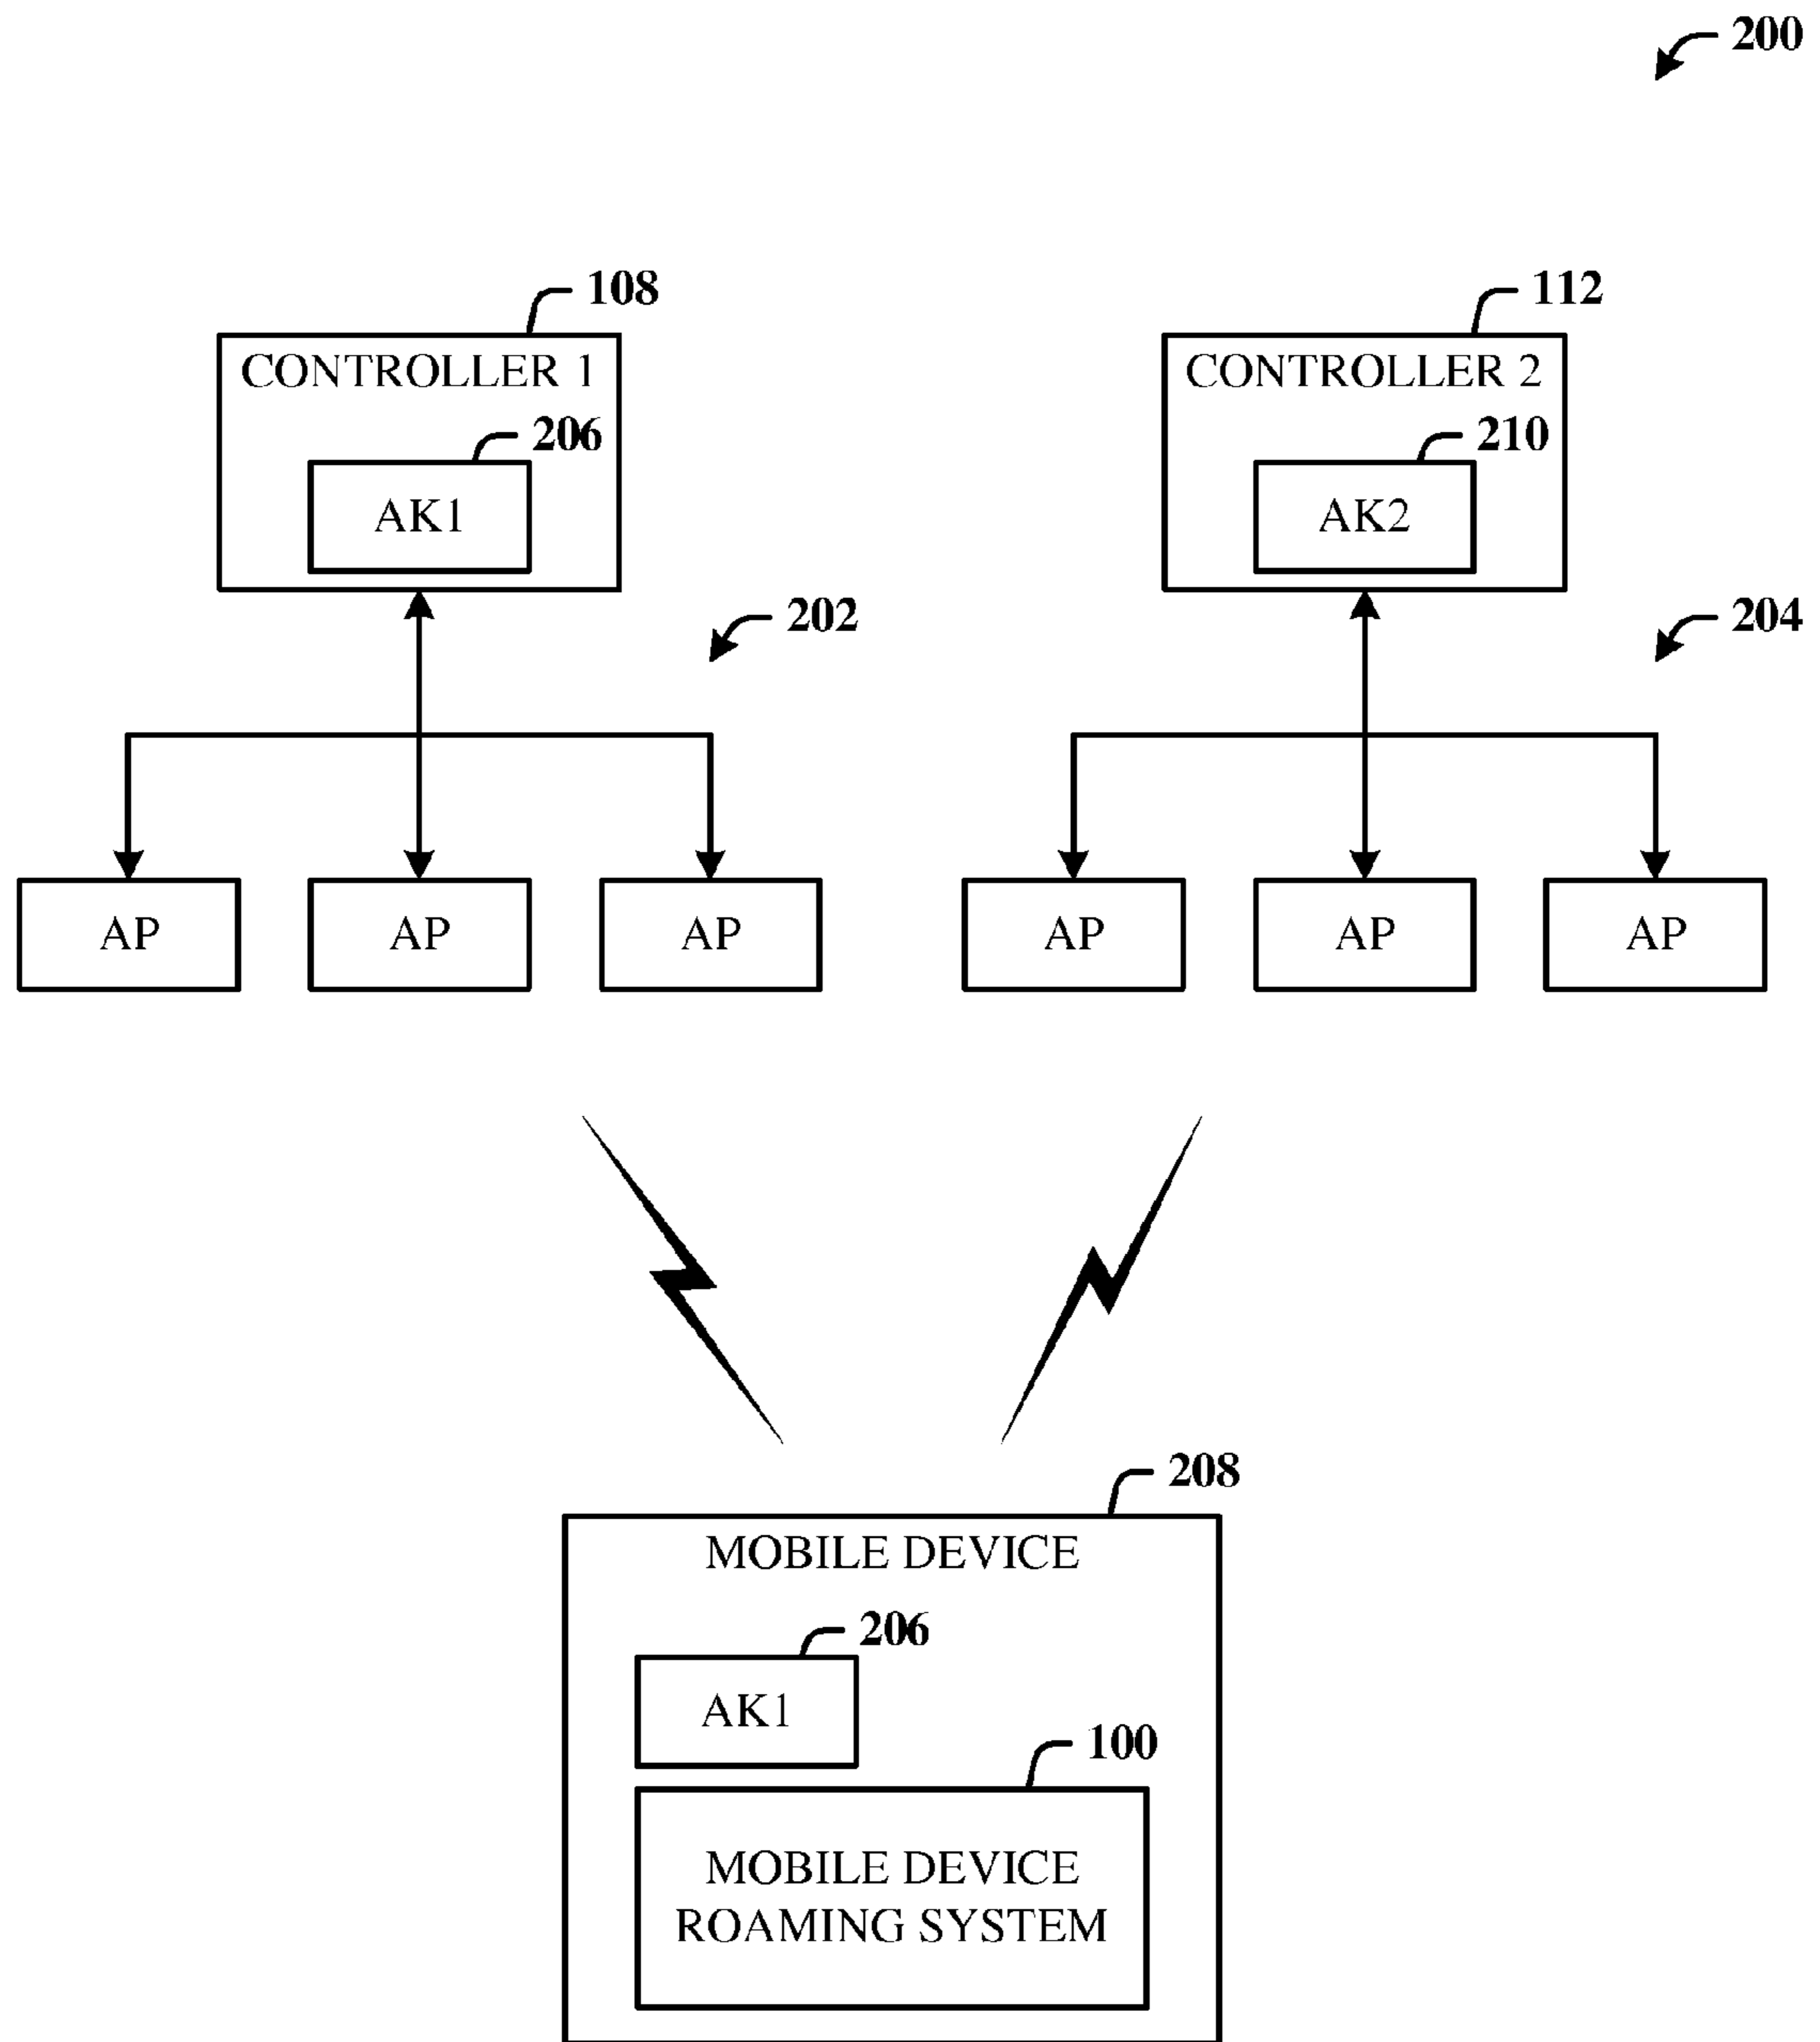 200
108
112
CONTROLLER 1
CONTROLLER 2
206
210
AK1
AK2
202
204
AP
AP
AP
AP
AP
AP
208
MOBILE DEVICE
206
AK1
100
MOBILE DEVICE
ROAMING SYSTEM